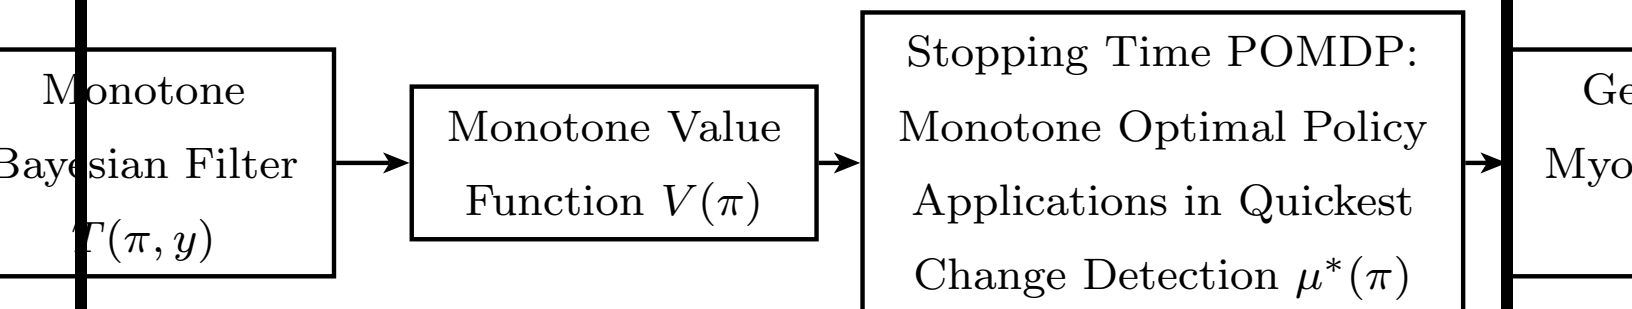 Monotone
Bayesian Filter
T(π, y)
Monotone Value
Function V(π)
Stopping Time POMDP:
Monotone Optimal Policy
Applications in Quickest
Change Detection μ*(π)